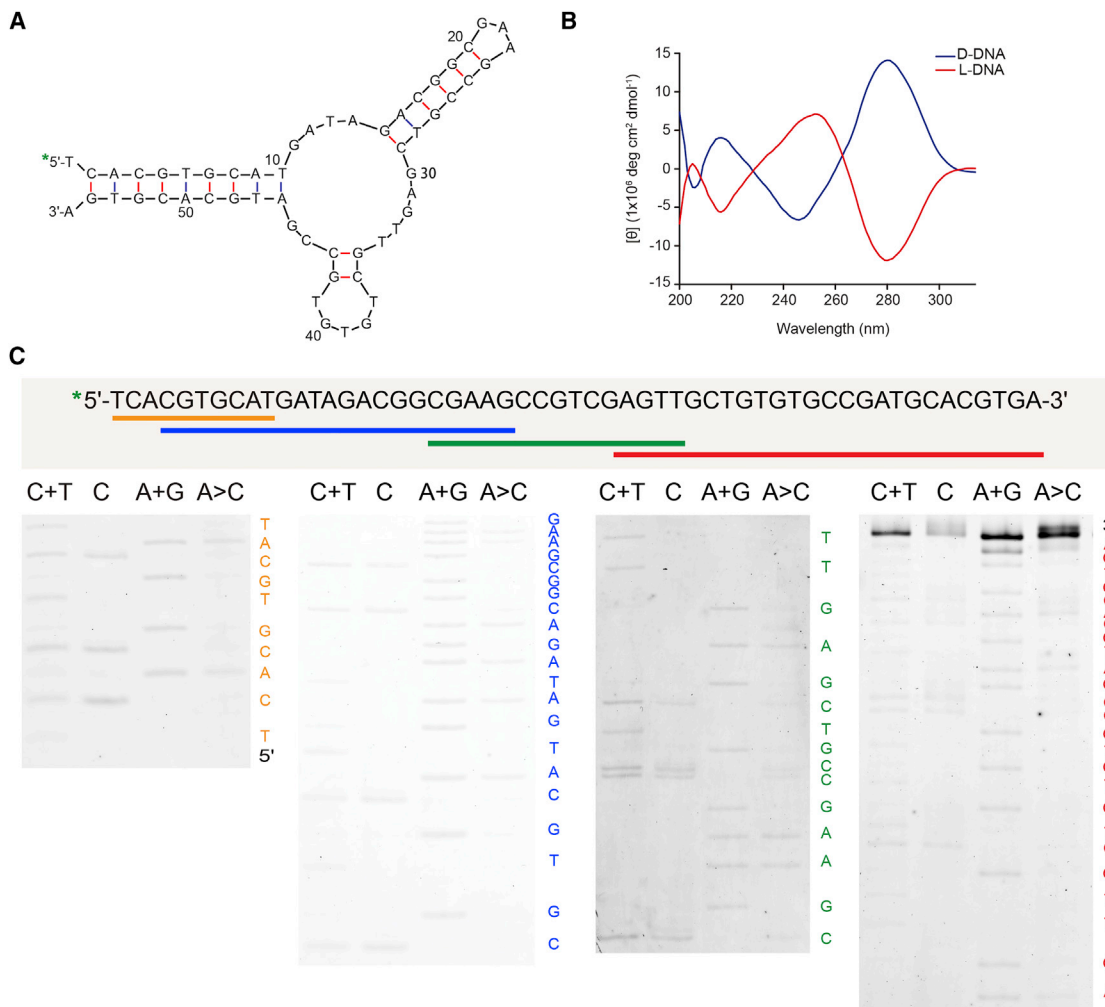 A
*5'-T C A C G T G C A T G A T A G A C G G C G A A G C C G T C G A G T T G C T G T G T G C C G A T G C A C G T G A-3'
10
20
30
40
50
B
[θ] (1x10⁶ deg cm² dmol⁻¹)
15
10
5
0
-5
-10
-15
200 220 240 260 280 300
Wavelength (nm)
D-DNA
L-DNA
C
*5'-TCACGTGCATGATAGACGGCGAAGCCGTCGAGTTGCTGTGTGCCGATGCACGTGA-3'
C+T C A+G A>C
T
A
C
G
T
G
C
A
C
T
5'
C+T C A+G A>C
G
A
A
G
C
G
G
C
A
G
A
T
A
G
T
A
C
G
T
G
C
C+T C A+G A>C
T
T
G
A
G
C
T
G
C
C
G
A
A
G
C
C+T C A+G A>C